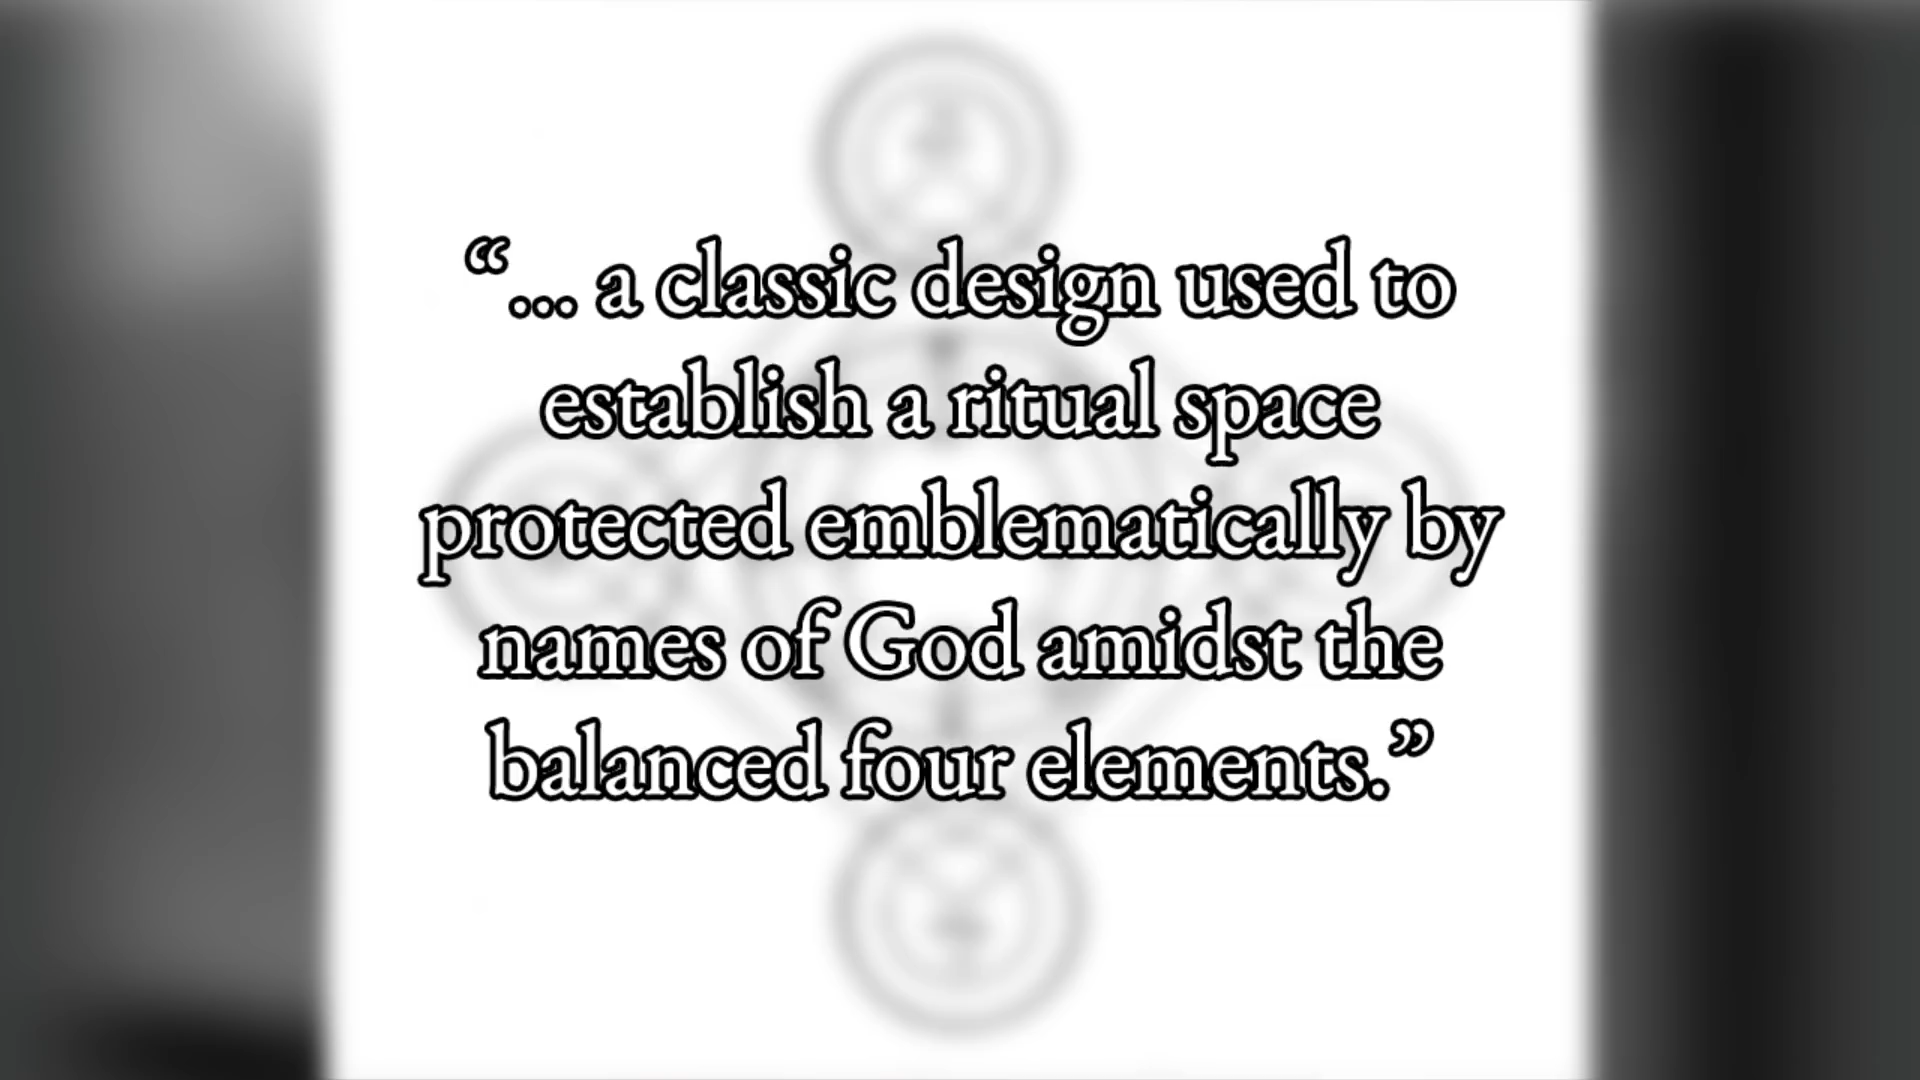 “... a classic design used to
establish a ritual space
protected emblematically by
names of God amidst the
balanced four elements.”